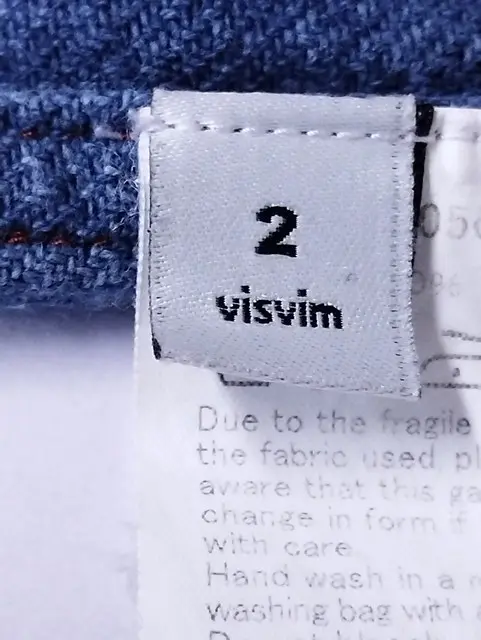 2
visvim
Due to the fragile
the fabric used, pl
aware that this ga
change in form if
with care.
Hand wash in a
washing bag with